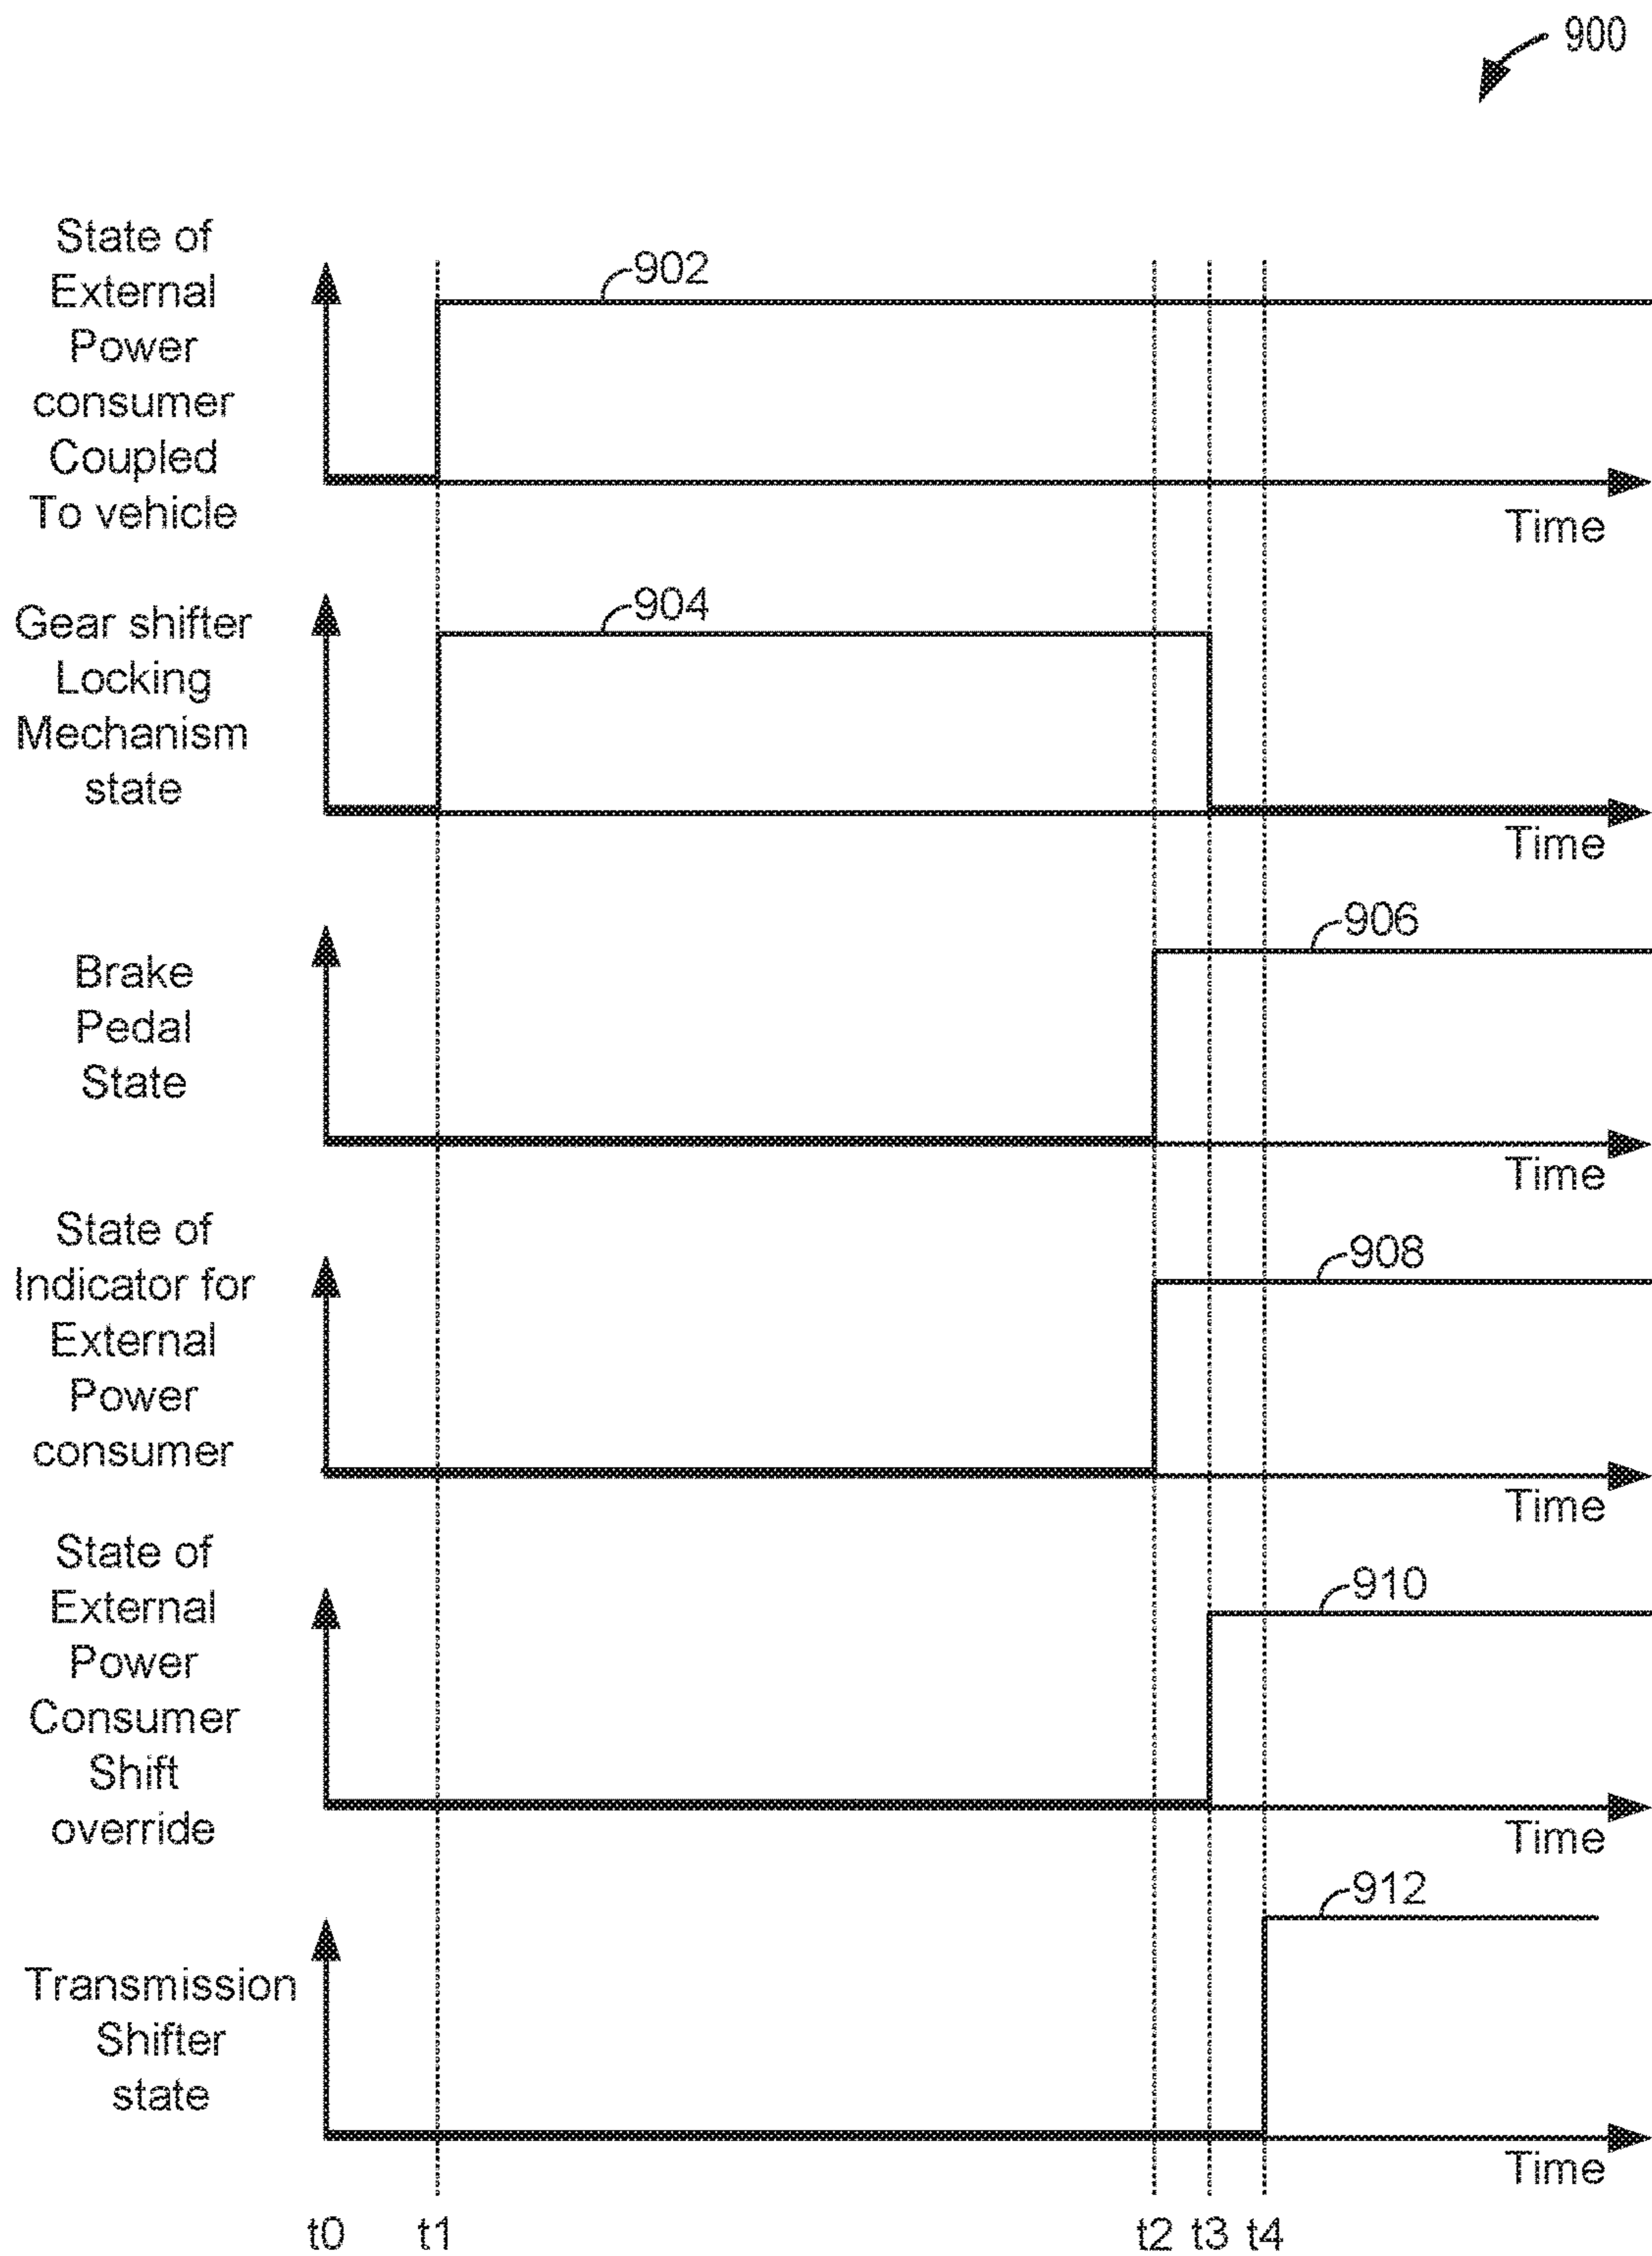 900
State of
External
Power
consumer
Coupled
To vehicle
902
Time
Gear shifter
Locking
Mechanism
state
904
Time
Brake
Pedal
State
906
Time
State of
Indicator for
External
Power
consumer
908
Time
State of
External
Power
Consumer
Shift
override
910
Time
Transmission
Shifter
state
912
Time
t0 t1 t2 t3 t4